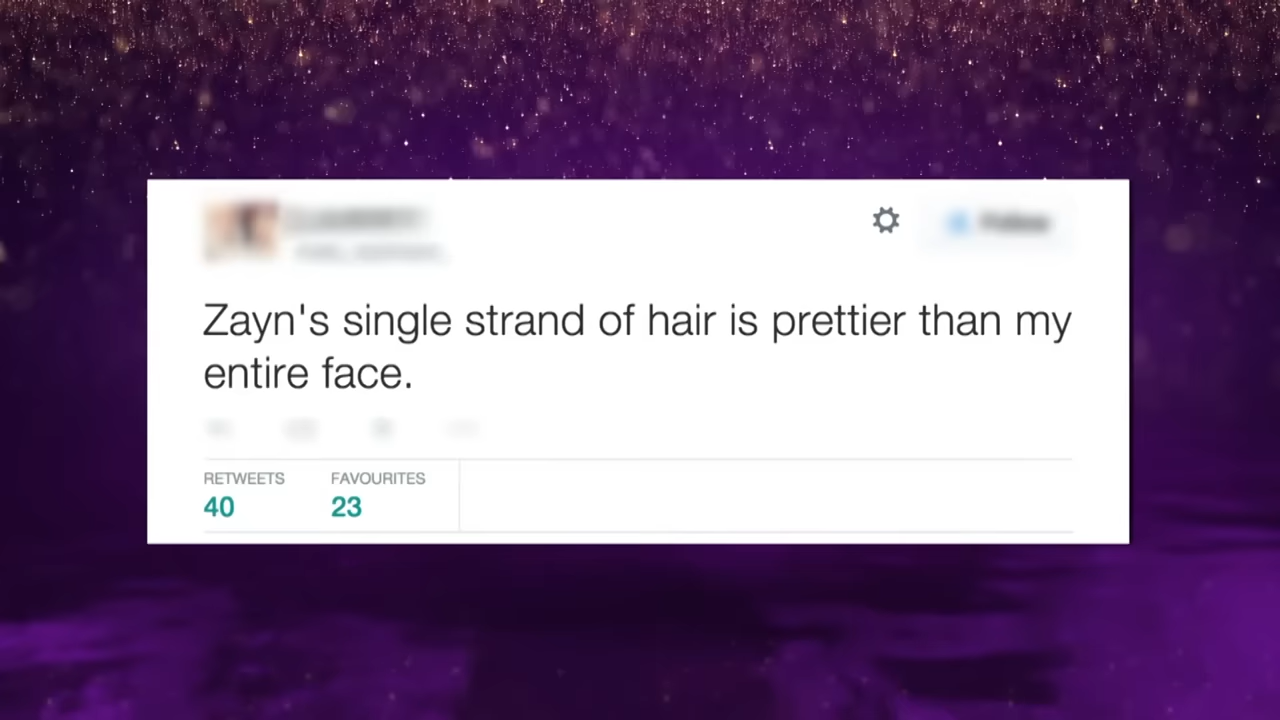 Zayn's single strand of hair is prettier than my
entire face.
RETWEETS FAVOURITES
40 23